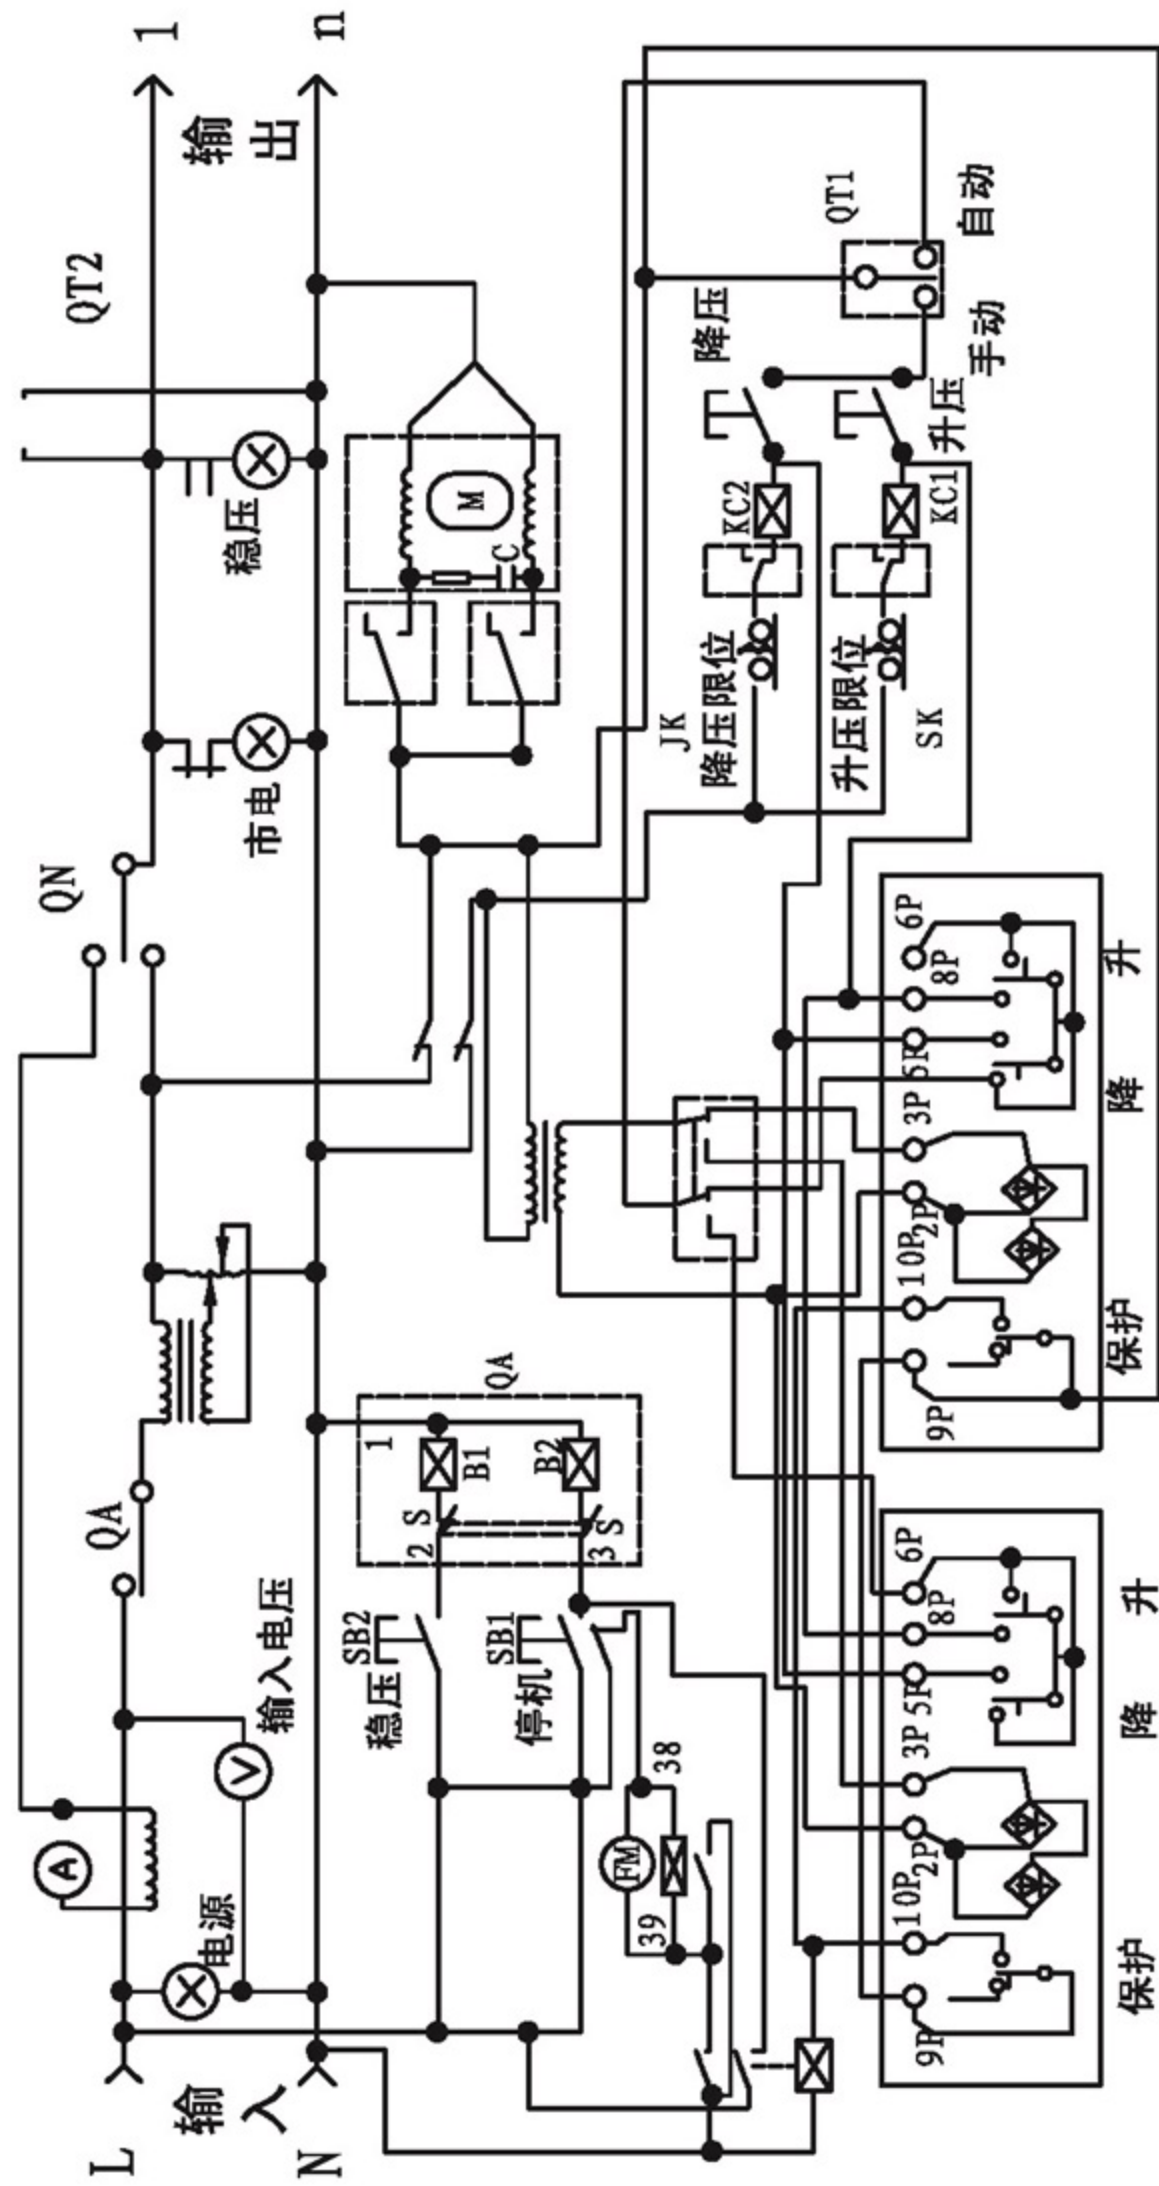 L
输入
N
电源
A
V
输入电压
QA
QN
市电
稳压
QT2
输出
1
n
M
C
SB2
稳压
SB1
停机
2
S
3
S
1
B1
B2
QA
FM
38
39
JK
降压限位
升压限位
SK
KC2
KC1
降压
升压
QT1
手动
自动
9P
10P
2P
3P
5P
8P
6P
保护
降
升
9P
10P
2P
3P
5P
8P
6P
保护
降
升